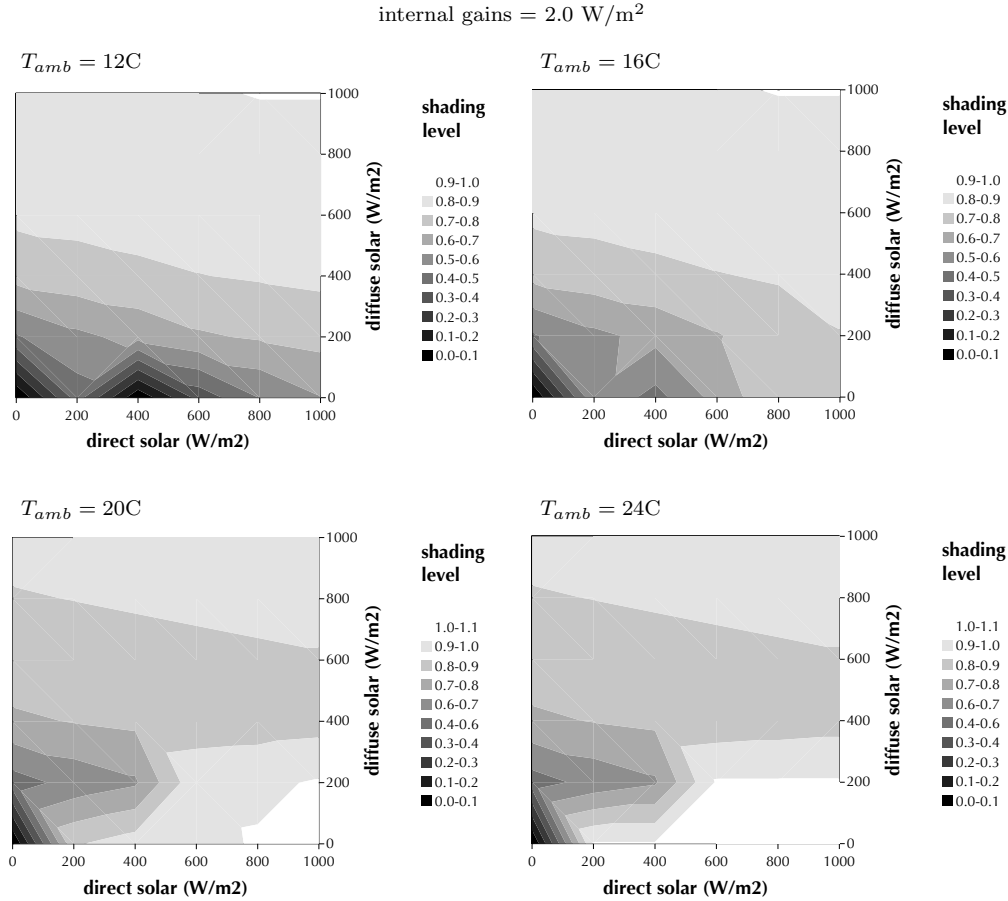 internal gains = 2.0 W/m²
T_amb = 12C
shading
level
0.9-1.0
0.8-0.9
0.7-0.8
0.6-0.7
0.5-0.6
0.4-0.5
0.3-0.4
0.2-0.3
0.1-0.2
0.0-0.1
1000
800
600
400
200
0
diffuse solar (W/m2)
0 200 400 600 800 1000
direct solar (W/m2)
T_amb = 16C
shading
level
0.9-1.0
0.8-0.9
0.7-0.8
0.6-0.7
0.5-0.6
0.4-0.5
0.3-0.4
0.2-0.3
0.1-0.2
0.0-0.1
1000
800
600
400
200
0
diffuse solar (W/m2)
0 200 400 600 800 1000
direct solar (W/m2)
T_amb = 20C
shading
level
1.0-1.1
0.9-1.0
0.8-0.9
0.7-0.8
0.6-0.7
0.4-0.6
0.3-0.4
0.2-0.3
0.1-0.2
0.0-0.1
1000
800
600
400
200
0
diffuse solar (W/m2)
0 200 400 600 800 1000
direct solar (W/m2)
T_amb = 24C
shading
level
1.0-1.1
0.9-1.0
0.8-0.9
0.7-0.8
0.6-0.7
0.4-0.6
0.3-0.4
0.2-0.3
0.1-0.2
0.0-0.1
1000
800
600
400
200
0
diffuse solar (W/m2)
0 200 400 600 800 1000
direct solar (W/m2)